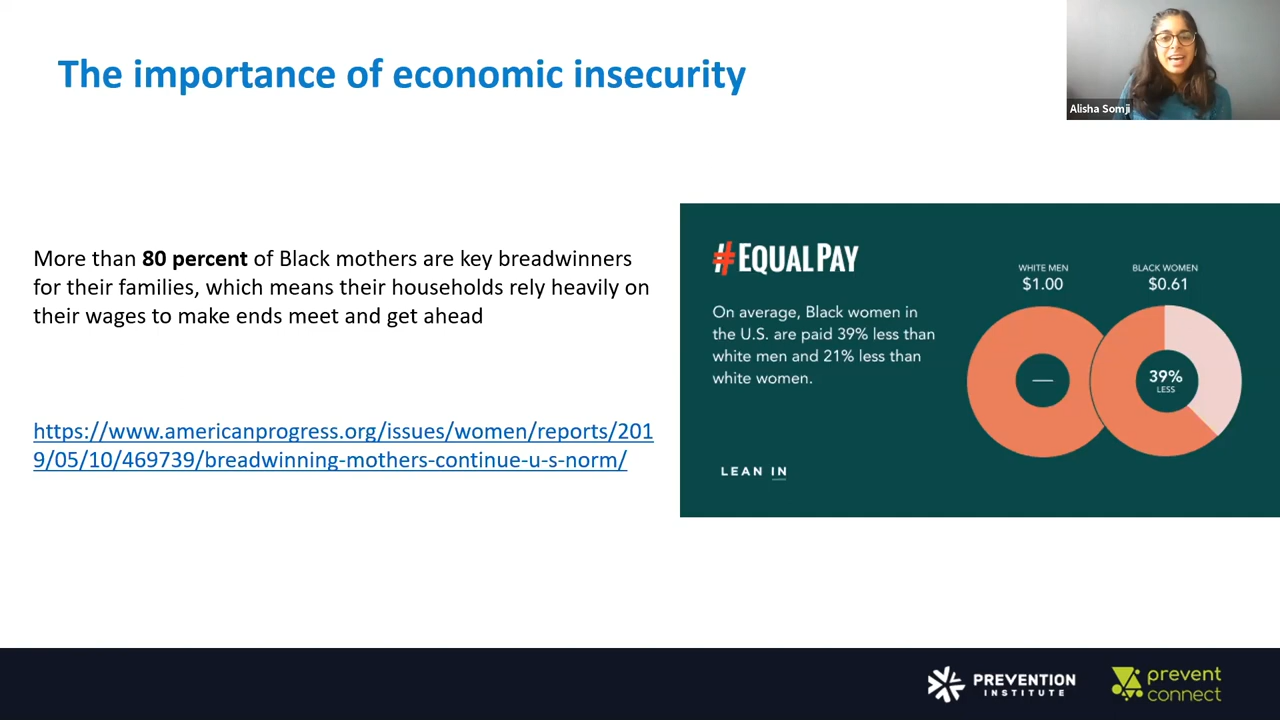 The importance of economic insecurity
Alisha Somji
More than 80 percent of Black mothers are key breadwinners
for their families, which means their households rely heavily on
their wages to make ends meet and get ahead
https://www.americanprogress.org/issues/women/reports/201
9/05/10/469739/breadwinning-mothers-continue-u-s-norm/
#EQUALPAY
On average, Black women in
the U.S. are paid 39% less than
white men and 21% less than
white women.
LEAN IN
WHITE MEN
$1.00
BLACK WOMEN
$0.61
39%
LESS
PREVENTION
INSTITUTE
prevent
connect